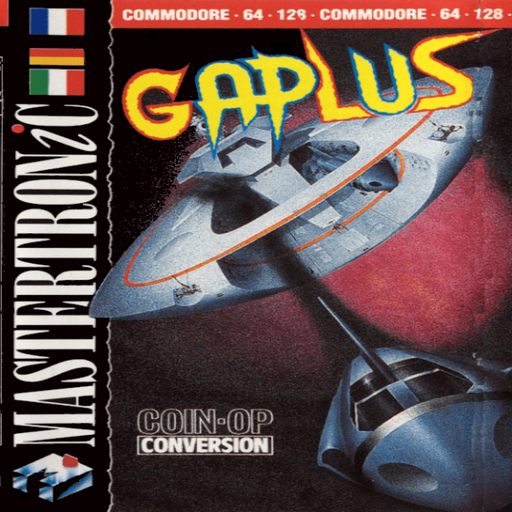 COMMODORE · 64 · 128 · COMMODORE · 64 · 128 ·
GAPLUS
MASTERTRONiC
COIN-OP
CONVERSION